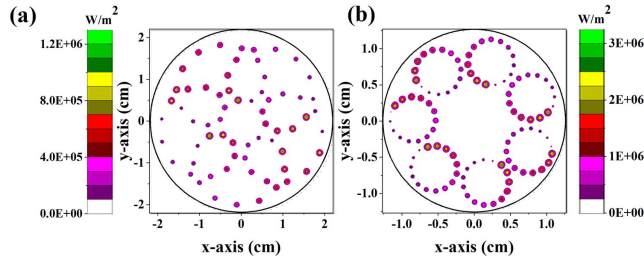 (a)
W/m2
1.2E+06
8.0E+05
4.0E+05
0.0E+00
y-axis (cm)
2
1
0
-1
-2
-2 -1 0 1 2
x-axis (cm)
(b)
y-axis (cm)
1.0
0.5
0.0
-0.5
-1.0
-1.0 -0.5 0.0 0.5 1.0
x-axis (cm)
W/m2
3E+06
2E+06
1E+06
0E+00